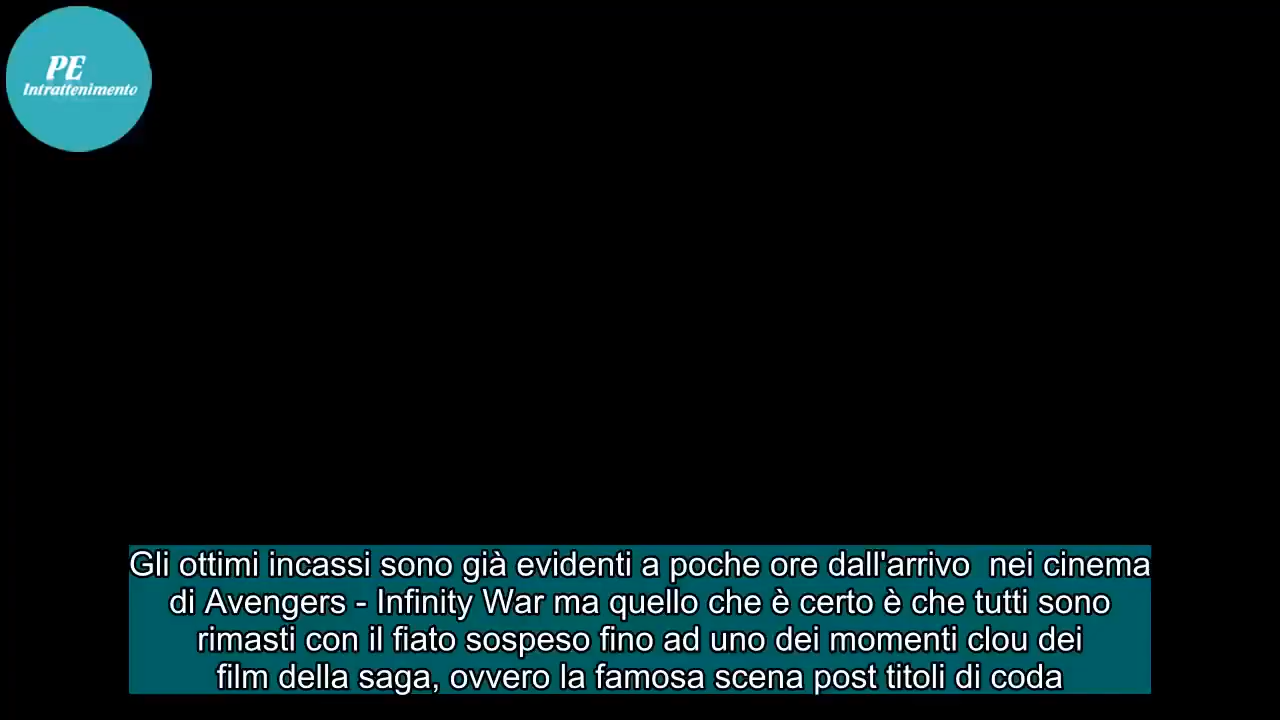 PE
Intrattenimento
Gli ottimi incassi sono già evidenti a poche ore dall'arrivo  nei cinema
di Avengers - Infinity War ma quello che è certo è che tutti sono
rimasti con il fiato sospeso fino ad uno dei momenti clou dei
film della saga, ovvero la famosa scena post titoli di coda